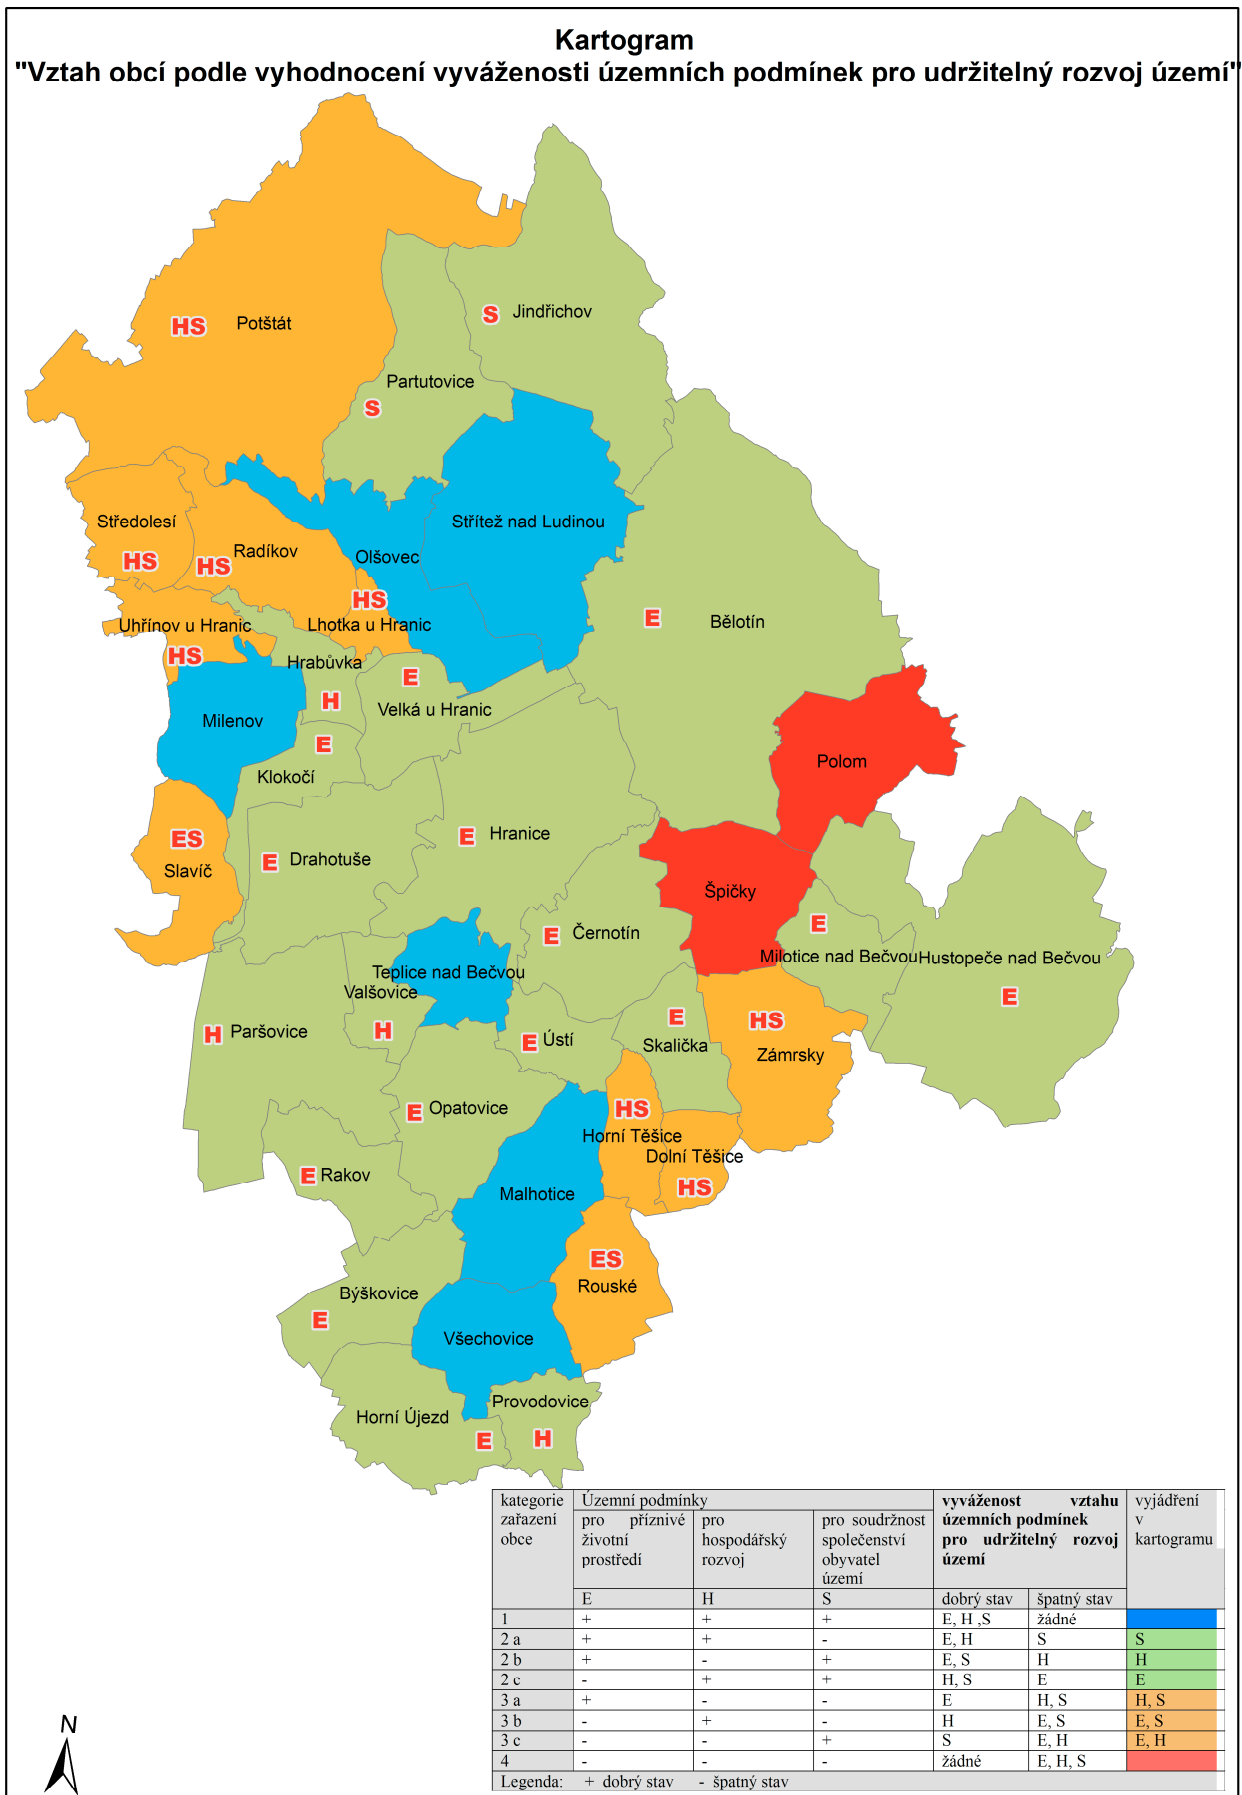 Kartogram
"Vztah obcí podle vyhodnocení vyváženosti územních podmínek pro udržitelný rozvoj území"
HS Potštát
S Jindřichov
Partutovice
S
Středolesí
HS
Radíkov
HS
Olšovec
Střítež nad Ludinou
HS
Lhotka u Hranic
Uhřínov u Hranic
HS
Hrabůvka
H
E
Velká u Hranic
E
Bělotín
Milenov
E
Klokočí
Polom
ES
Slavíč
E Drahotuše
E Hranice
Špičky
E Černotín
E
Milotice nad Bečvou
Hustopeče nad Bečvou
E
Teplice nad Bečvou
Valšovice
H
H Paršovice
E Ústí
E
Skalička
HS
Zámrsky
E Opatovice
HS
Horní Těšice
Dolní Těšice
HS
E Rakov
Malhotice
ES
Rouské
Býškovice
E
Všechovice
Provodovice
H
Horní Újezd
E
N
kategorie zařazení obce
Územní podmínky
pro příznivé životní prostředí
pro hospodářský rozvoj
pro soudržnost společenství obyvatel území
vyváženost vztahu územních podmínek pro udržitelný rozvoj území
vyjádření v kartogramu
E H S dobrý stav špatný stav
1 + + + E, H ,S žádné
2 a + + - E, H S S
2 b + - + E, S H H
2 c - + + H, S E E
3 a + - - E H, S H, S
3 b - + - H E, S E, S
3 c - - + S E, H E, H
4 - - - žádné E, H, S
Legenda: + dobrý stav - špatný stav